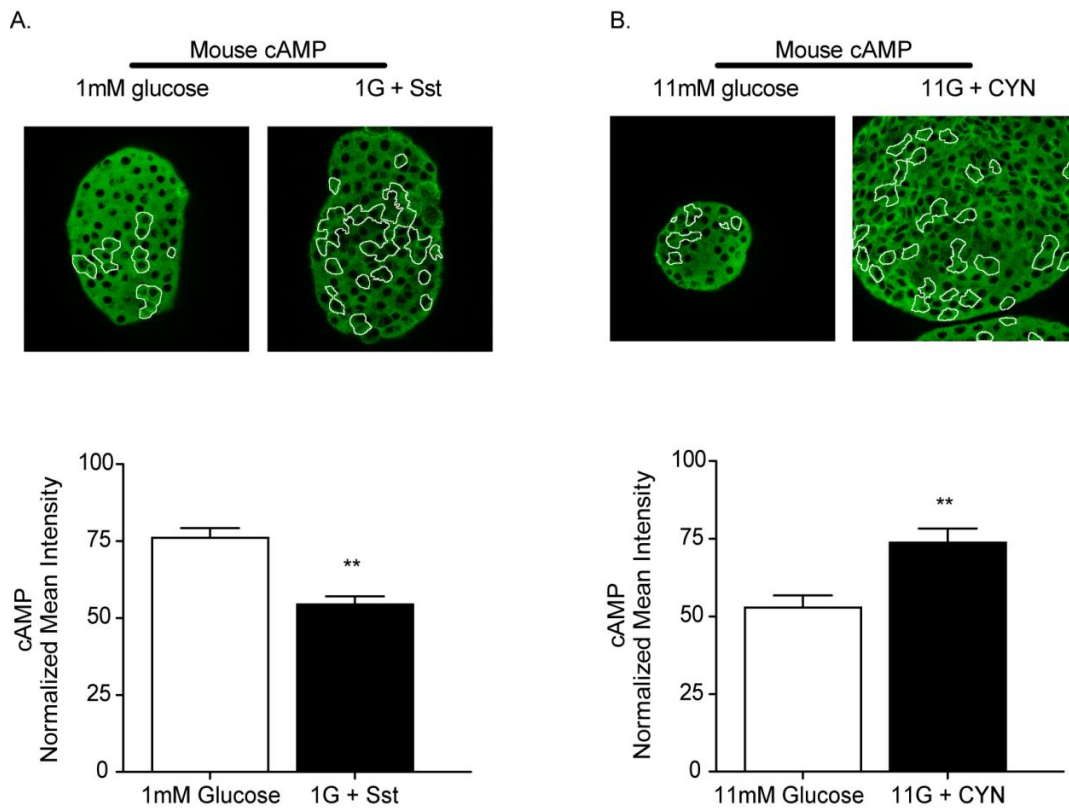 A.
Mouse cAMP
1mM glucose 1G + Sst
100
75
50
25
0
cAMP
Normalized Mean Intensity
**
1mM Glucose 1G + Sst
B.
Mouse cAMP
11mM glucose 11G + CYN
100
75
50
25
0
cAMP
Normalized Mean Intensity
**
11mM Glucose 11G + CYN